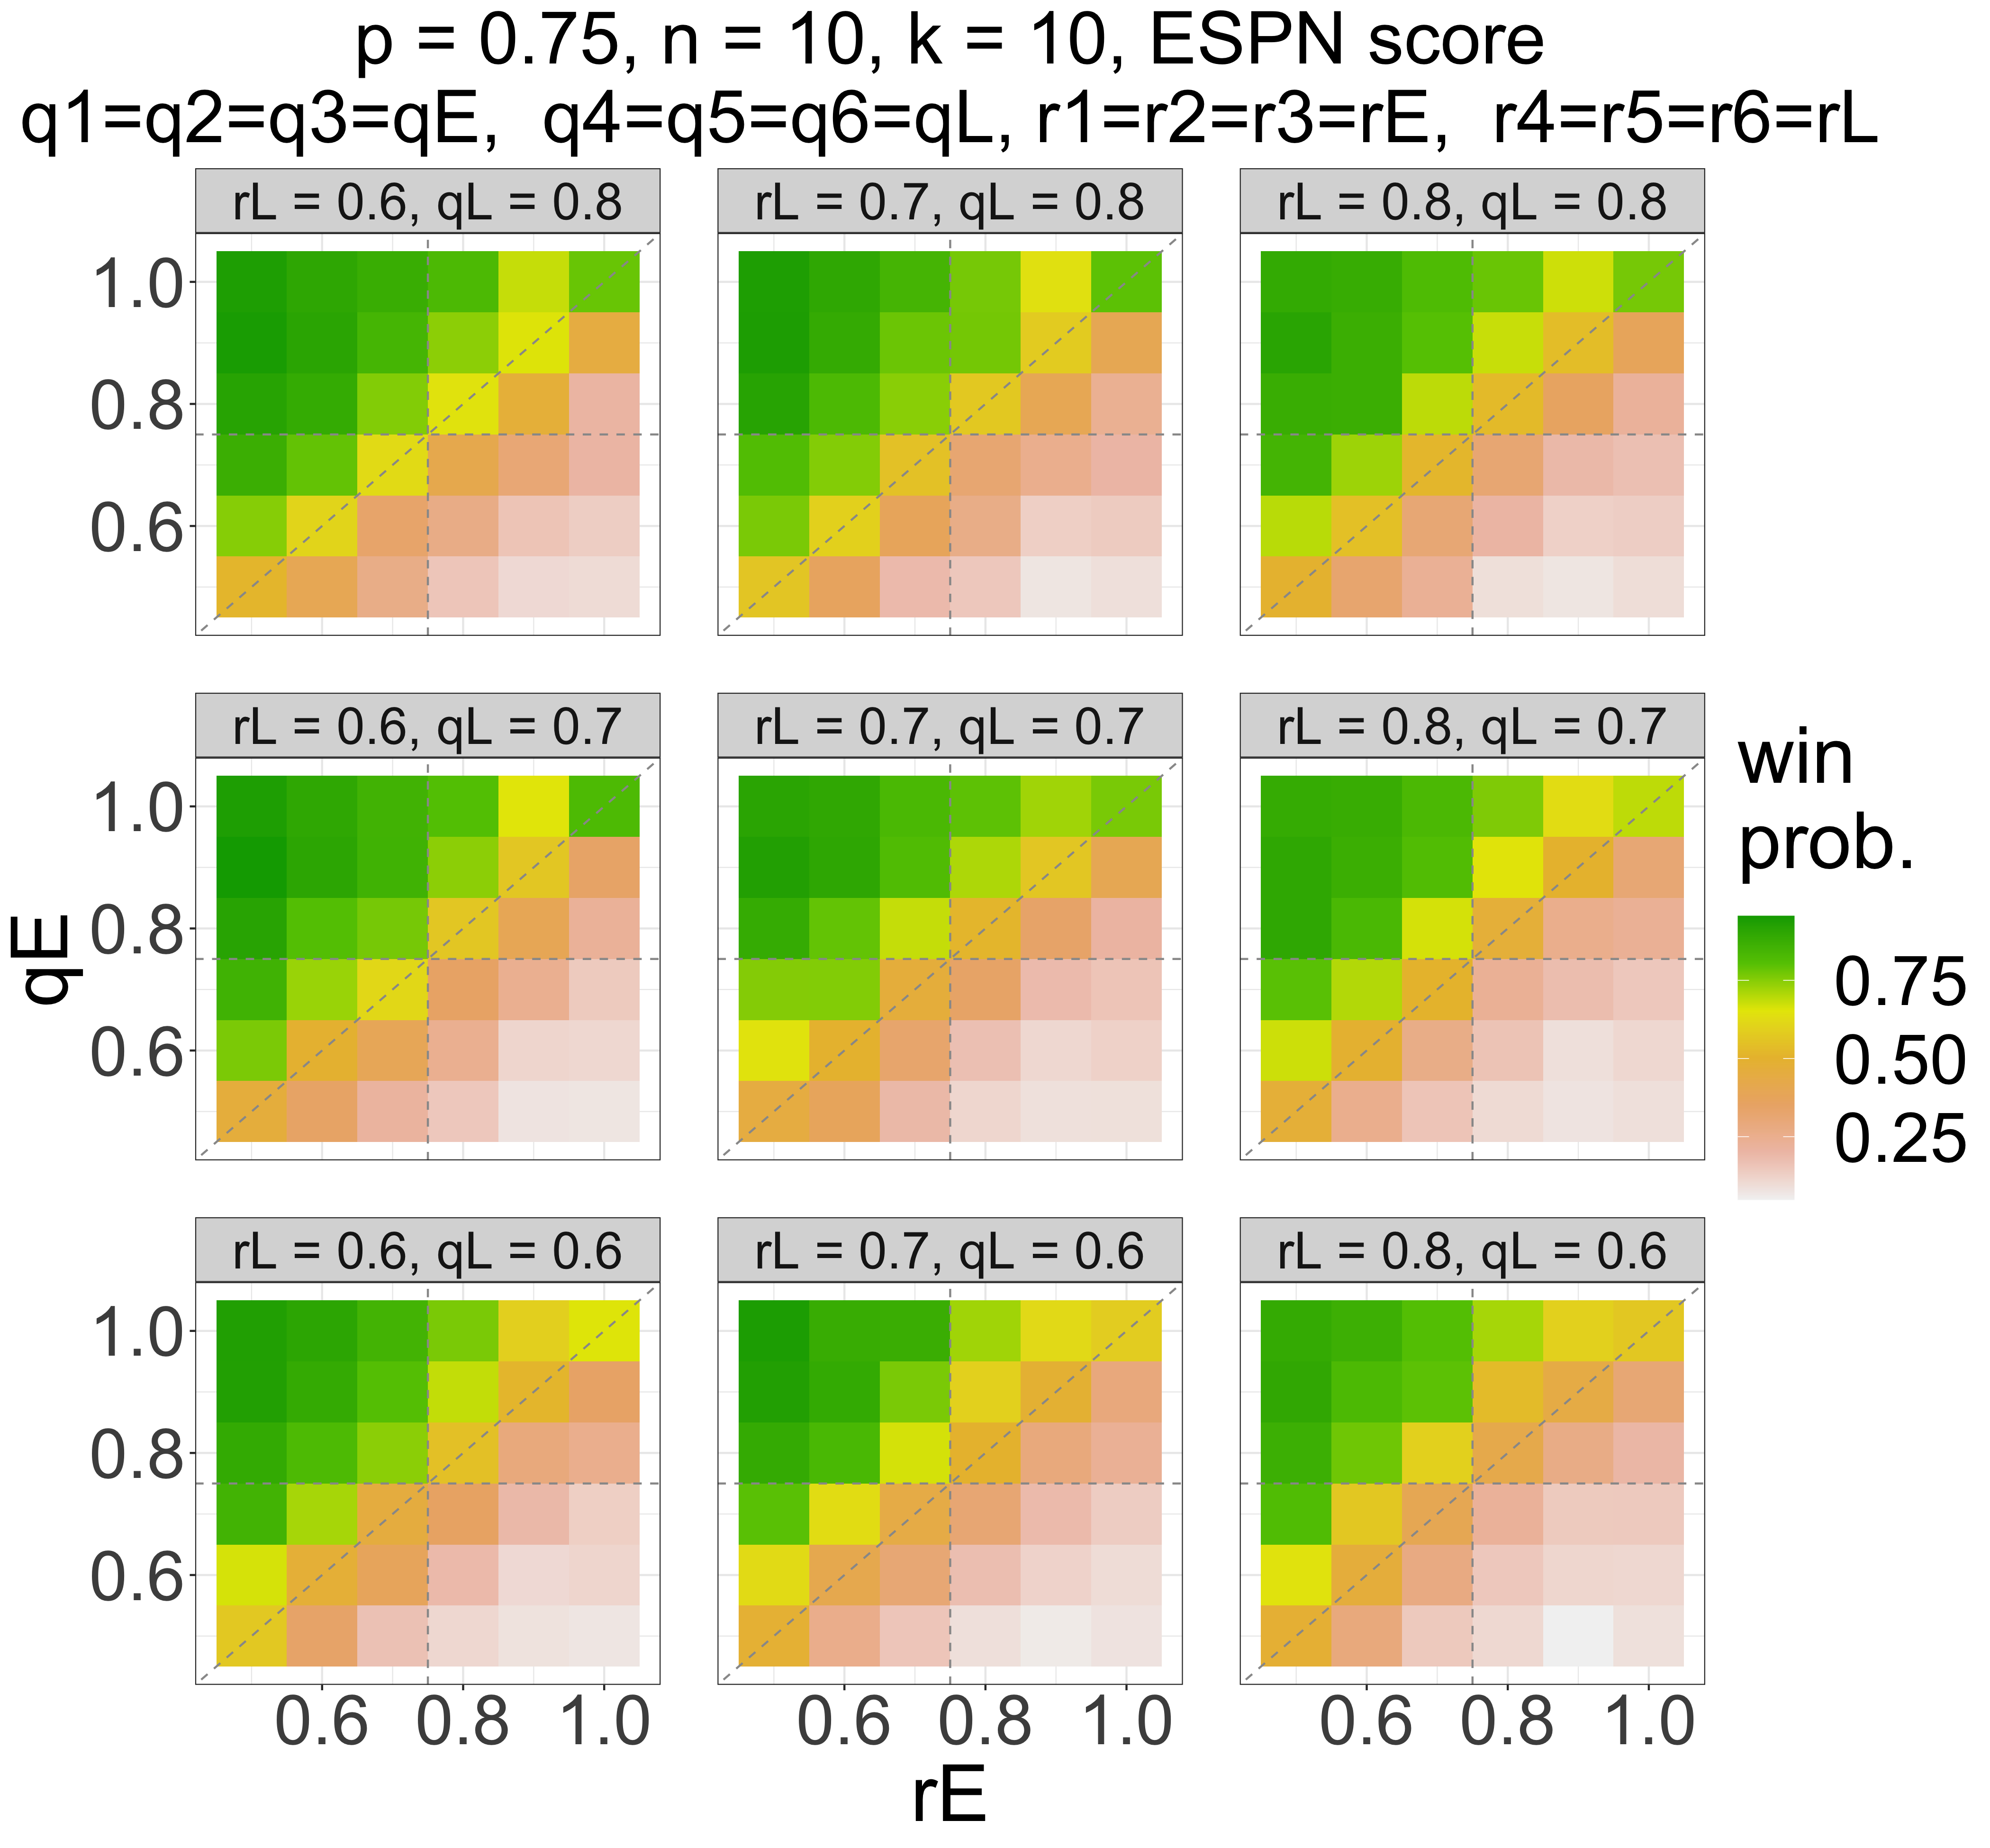 p = 0.75, n = 10, k = 10, ESPN score
q1=q2=q3=qE, q4=q5=q6=qL, r1=r2=r3=rE, r4=r5=r6=rL
rL = 0.6, qL = 0.8
rL = 0.7, qL = 0.8
rL = 0.8, qL = 0.8
1.0
0.8
0.6
rL = 0.6, qL = 0.7
rL = 0.7, qL = 0.7
rL = 0.8, qL = 0.7
1.0
0.8
0.6
qE
win
prob.
0.75
0.50
0.25
rL = 0.6, qL = 0.6
rL = 0.7, qL = 0.6
rL = 0.8, qL = 0.6
1.0
0.8
0.6
0.6 0.8 1.0
0.6 0.8 1.0
0.6 0.8 1.0
rE